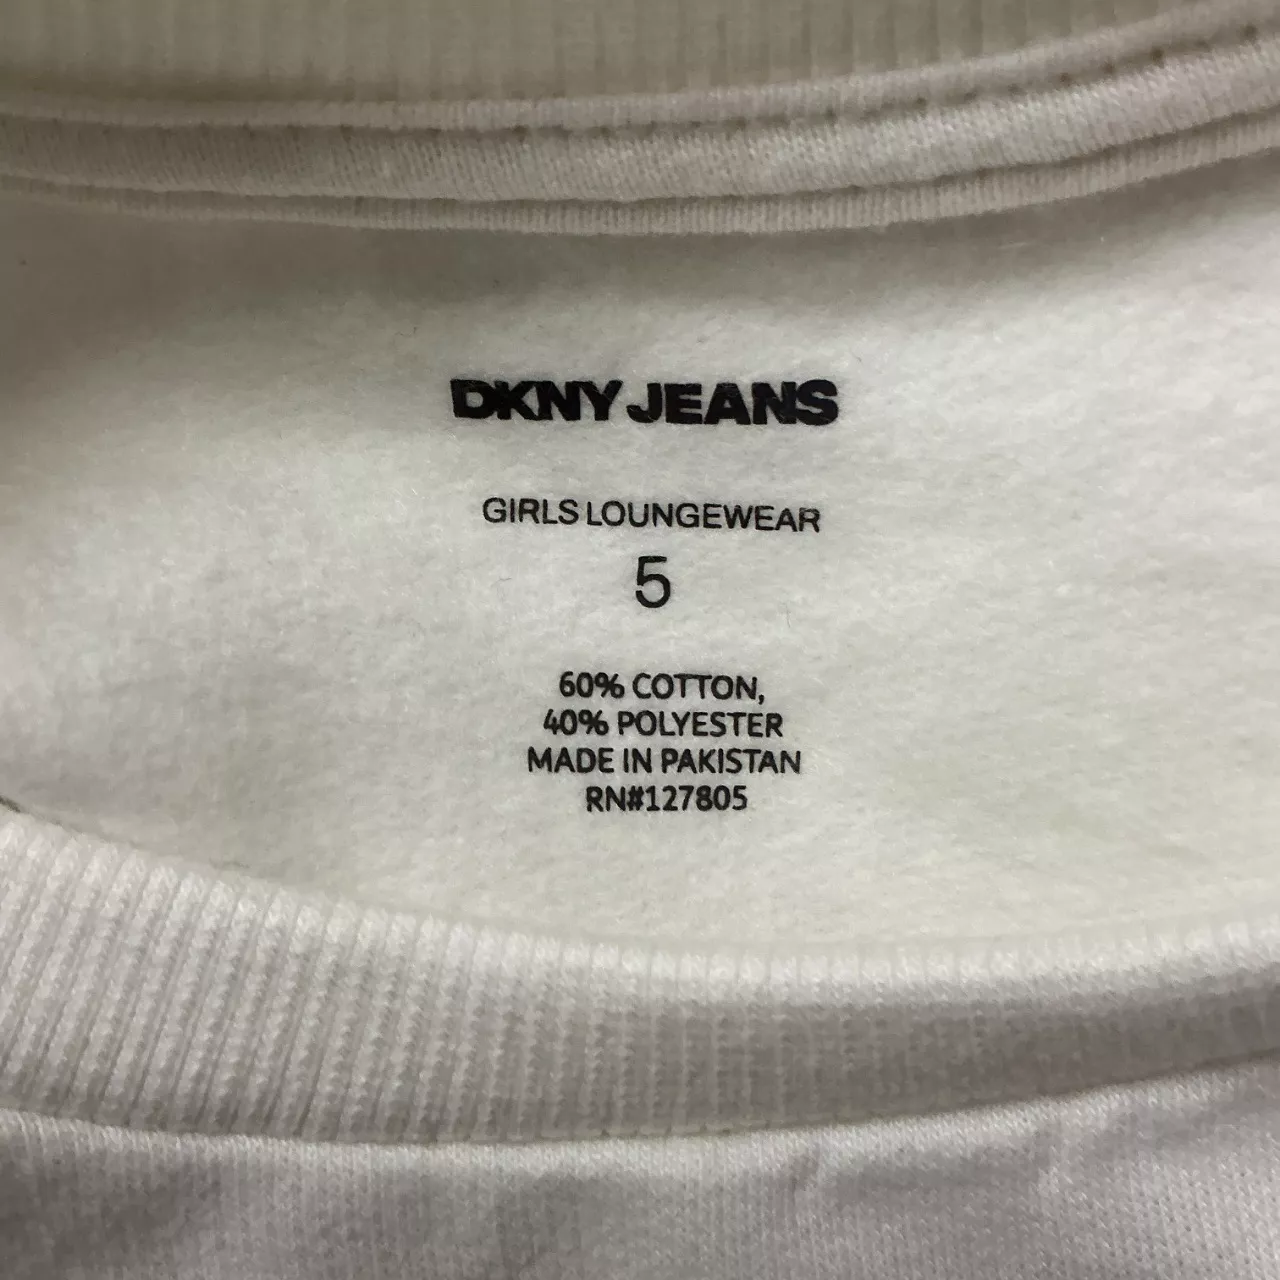 DKNY JEANS
GIRLS LOUNGEWEAR
5
60% COTTON,
40% POLYESTER
MADE IN PAKISTAN
RN#127805